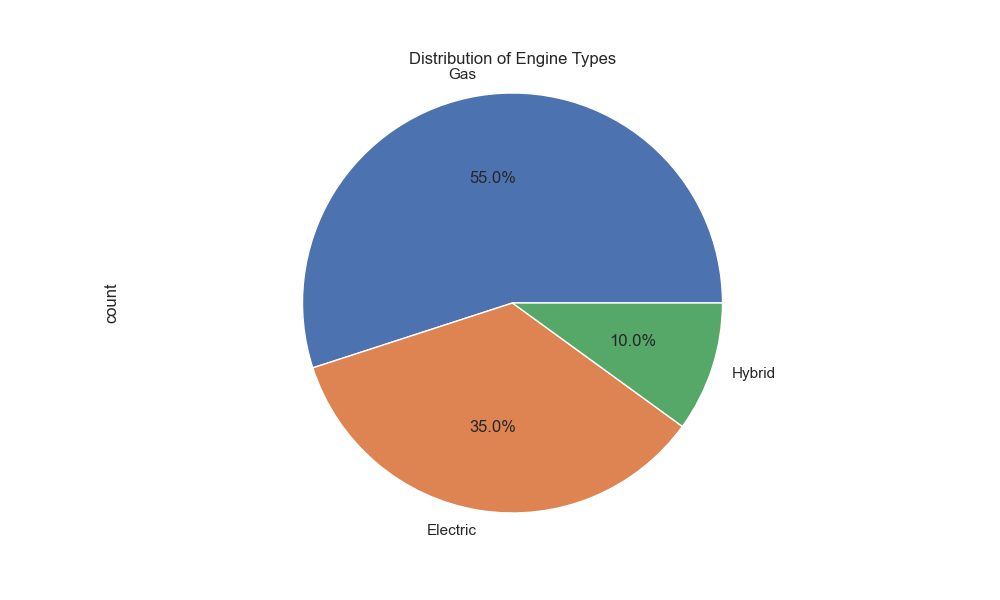 Distribution of Engine Types
Gas
55.0%
count
10.0%
Hybrid
35.0%
Electric